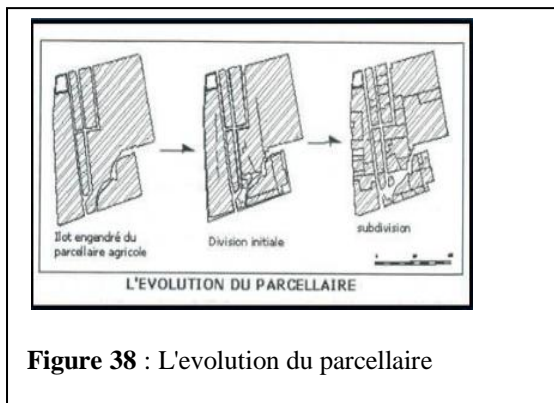 Ilot engendré du
parcellaire agricole
Division initiale
subdivision
L'EVOLUTION DU PARCELLAIRE
Figure 38 : L'evolution du parcellaire